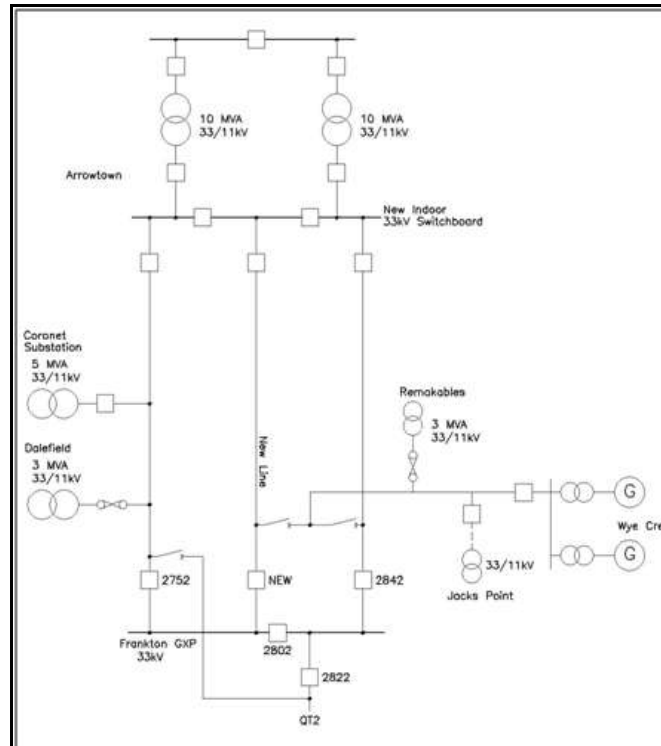 10 MVA
33/11kV
10 MVA
33/11kV
Arrowtown
New Indoor
33kV Switchboard
Coronet
Substation
5 MVA
33/11kV
Remakables
3 MVA
33/11kV
Dalefield
3 MVA
33/11kV
New Line
G
Wye Cre
G
33/11kV
Jacks Point
2752
NEW
2842
Frankton GXP
33kV
2802
2822
QT2